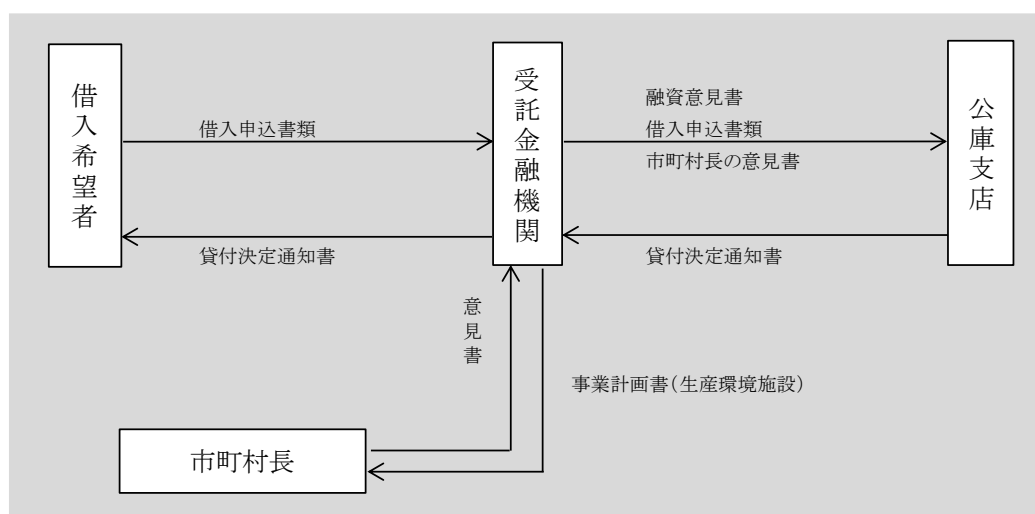 借入希望者
借入申込書類
貸付決定通知書
受託金融機関
融資意見書
借入申込書類
市町村長の意見書
貸付決定通知書
公庫支店
意見書
事業計画書(生産環境施設)
市町村長